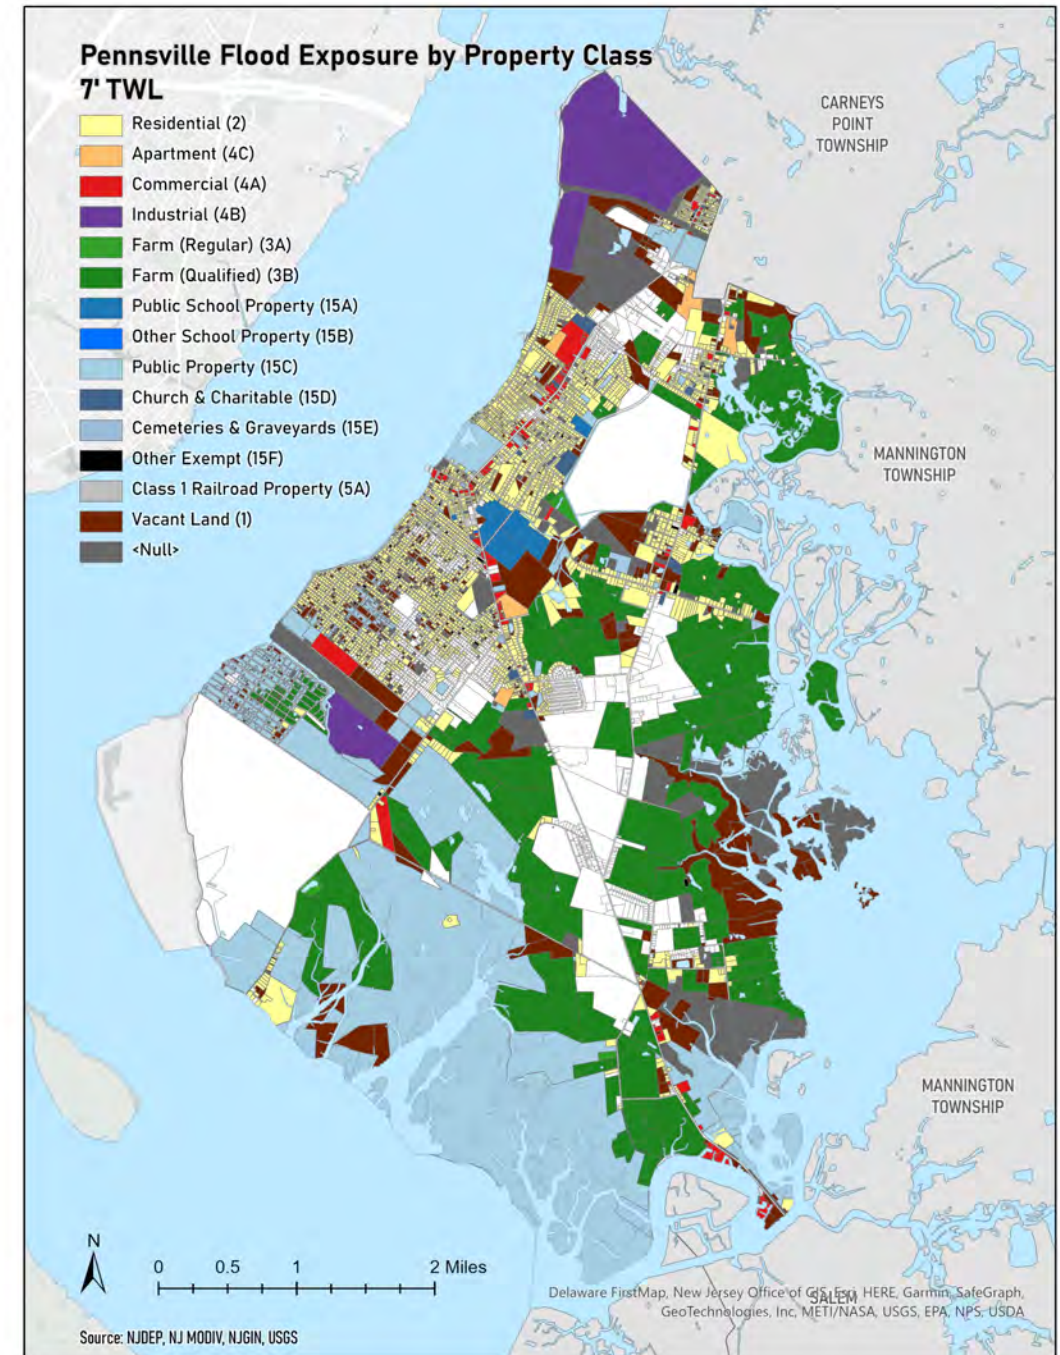 Pennsville Flood Exposure by Property Class
7' TWL
Residential (2)
Apartment (4C)
Commercial (4A)
Industrial (4B)
Farm (Regular) (3A)
Farm (Qualified) (3B)
Public School Property (15A)
Other School Property (15B)
Public Property (15C)
Church & Charitable (15D)
Cemeteries & Graveyards (15E)
Other Exempt (15F)
Class 1 Railroad Property (5A)
Vacant Land (1)
<Null>
CARNEYS
POINT
TOWNSHIP
MANNINGTON
TOWNSHIP
MANNINGTON
TOWNSHIP
N
0 0.5 1 2 Miles
SALEM
Delaware FirstMap, New Jersey Office of GIS, Esri, HERE, Garmin, SafeGraph,
GeoTechnologies, Inc, METI/NASA, USGS, EPA, NPS, USDA
Source: NJDEP, NJ MODIV, NJGIN, USGS